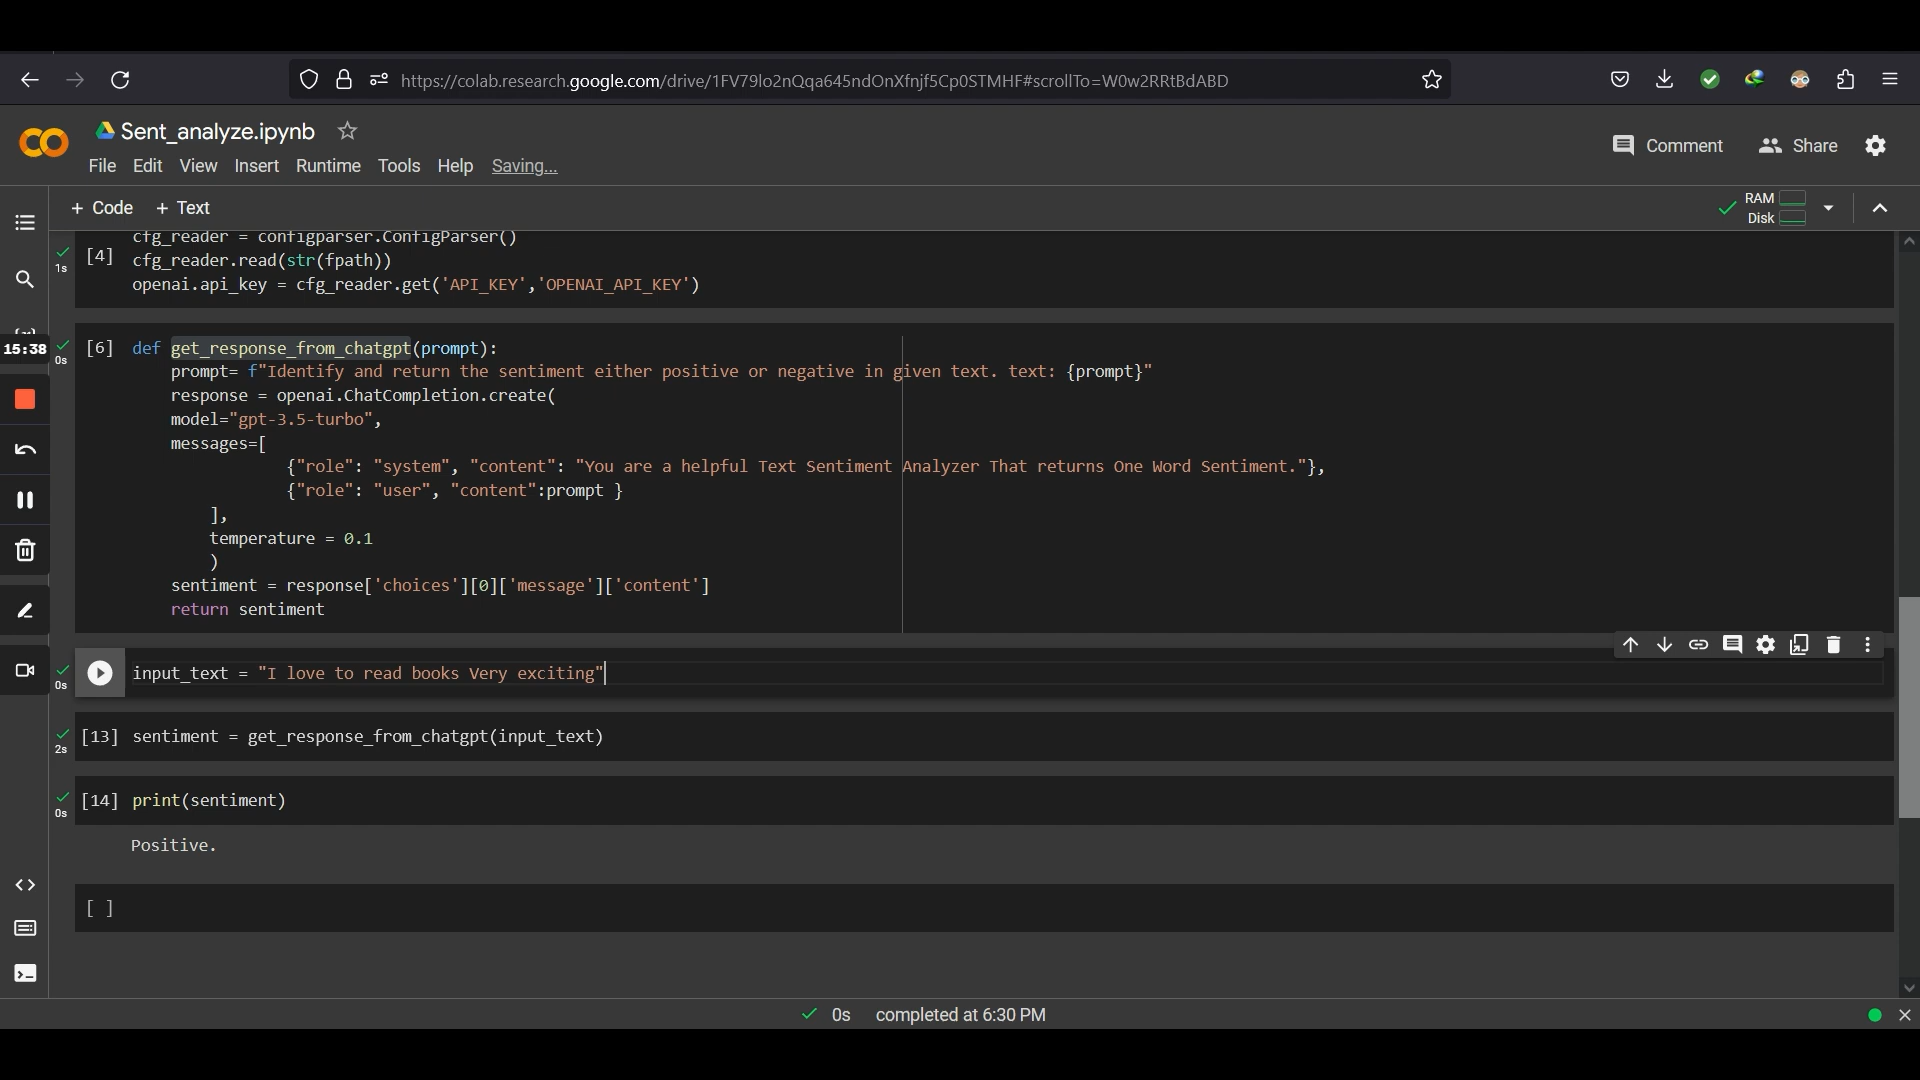 https://colab.research.google.com/drive/1FV79lo2nQqa645ndOnXfnjf5Cp0STMHF#scrollTo=W0w2RRtBdABD
Sent_analyze.ipynb
Comment Share
File Edit View Insert Runtime Tools Help Saving...
+ Code + Text
RAM
Disk
cfg_reader = configparser.ConfigParser()
1s [4] cfg_reader.read(str(fpath))
openai.api_key = cfg_reader.get('API_KEY','OPENAI_API_KEY')
15:38
0s [6] def get_response_from_chatgpt(prompt):
prompt= f"Identify and return the sentiment either positive or negative in given text. text: {prompt}"
response = openai.ChatCompletion.create(
model="gpt-3.5-turbo",
messages=[
{"role": "system", "content": "You are a helpful Text Sentiment Analyzer That returns One Word Sentiment."},
{"role": "user", "content":prompt }
],
temperature = 0.1
)
sentiment = response['choices'][0]['message']['content']
return sentiment
0s input_text = "I love to read books Very exciting"
2s [13] sentiment = get_response_from_chatgpt(input_text)
0s [14] print(sentiment)
Positive.
[ ]
0s completed at 6:30 PM